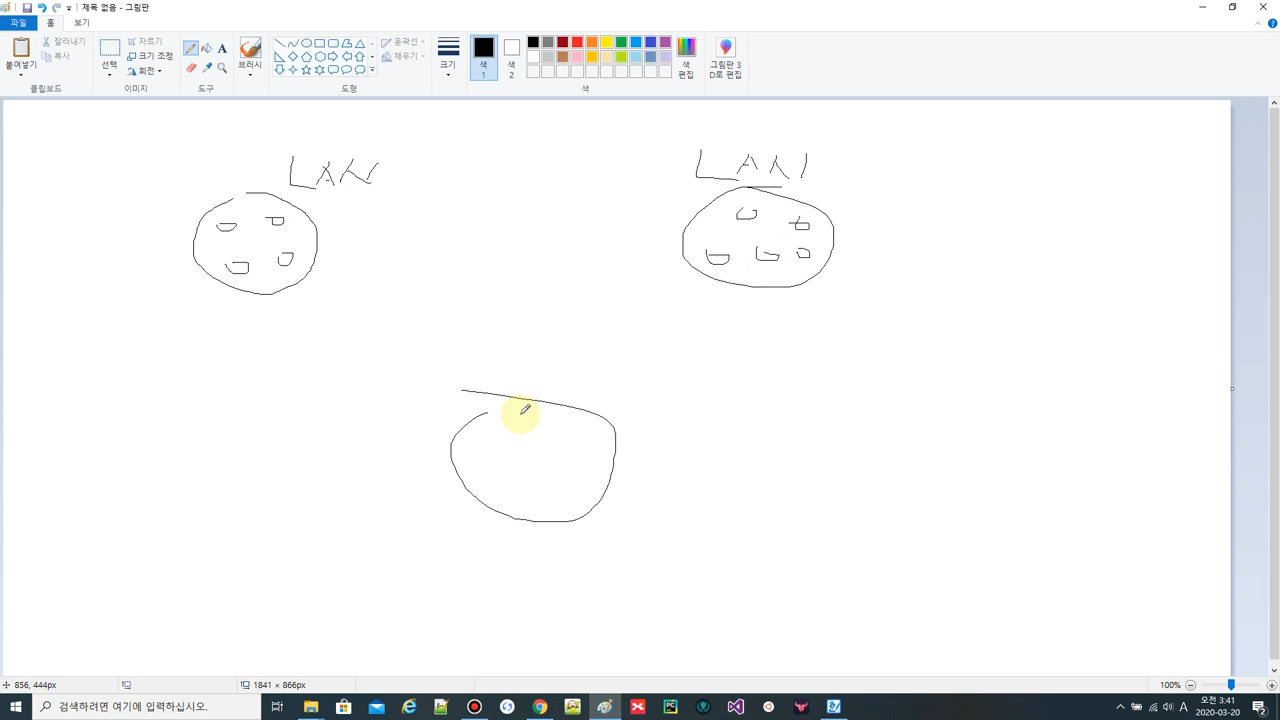 제목 없음 - 그림판
파일 홈 보기
붙여넣기
잘라내기
복사
클립보드
선택
자르기
크기 조정
회전
이미지
A
도구
브러시
윤곽선
채우기
도형
크기
색 1
색 2
색 편집
색
그림판 3D로 편집
LAN LAN
856, 444px
1841 × 866px
100%
검색하려면 여기에 입력하십시오.
A
오전 3:41
2020-03-20
2